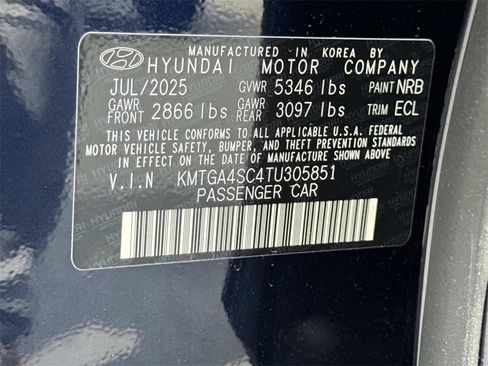 MANUFACTURED IN KOREA BY
HYUNDAI MOTOR COMPANY
JUL/2025 GVWR 5346 lbs PAINT NRB
GAWR FRONT 2866 lbs GAWR REAR 3097 lbs TRIM ECL
THIS VEHICLE CONFORMS TO ALL APPLICABLE U.S.A. FEDERAL
MOTOR VEHICLE SAFETY, BUMPER, AND THEFT PREVENTION STANDARDS
IN EFFECT ON THE DATE OF MANUFACTURE SHOWN ABOVE.
V.I.N KMTGA4SC4TU305851
PASSENGER CAR